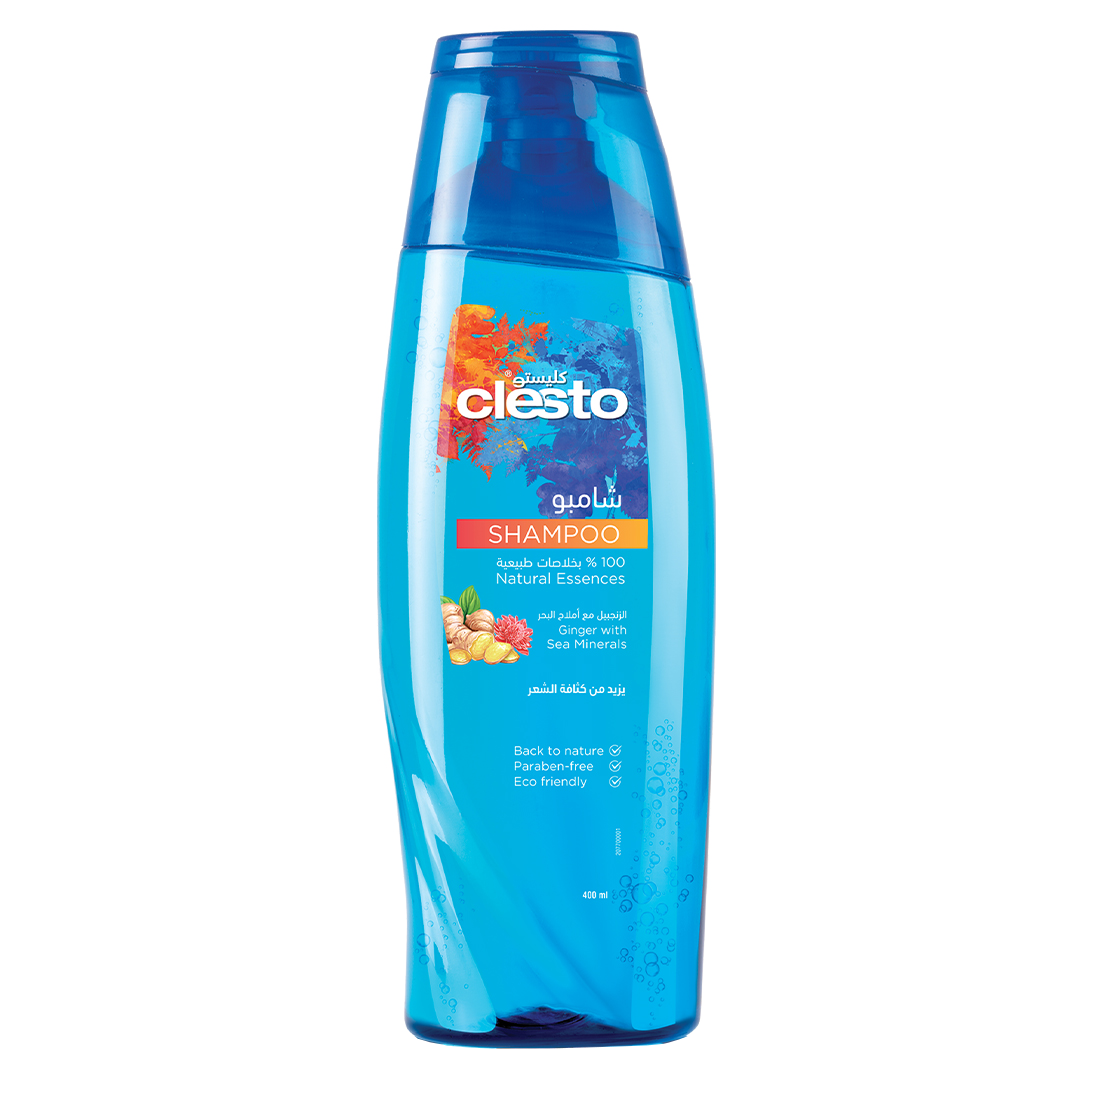 كليستو®
clesto
شامبو
SHAMPOO
100 % بخلاصات طبيعية
Natural Essences
الزنجبيل مع أملاح البحر
Ginger with
Sea Minerals
يزيد من كثافة الشعر
Back to nature
Paraben-free
Eco friendly
207700001
400 ml